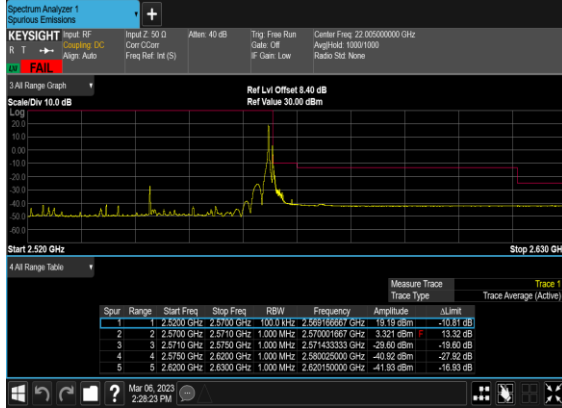 Spectrum Analyzer 1
Spurious Emissions
+
KEYSIGHT Input: RF Input Z: 50 Ω Atten: 40 dB Trig: Free Run Center Freq: 22.005000000 GHz
R T Coupling: DC Corr CCorr Gate: Off Avg|Hold: 1000/1000
Align: Auto Freq Ref: Int (S) IF Gain: Low Radio Std: None
FAIL
3 All Range Graph
Ref Lvl Offset 8.40 dB
Scale/Div 10.0 dB Ref Value 30.00 dBm
Log
20.0
10.0
0.00
-10.0
-20.0
-30.0
-40.0
-50.0
-60.0
Start 2.520 GHz Stop 2.630 GH
4 All Range Table
Measure Trace Trace 1
Trace Type Trace Average (Active)
Spur Range Start Freq Stop Freq RBW Frequency Amplitude ΔLimit
1 1 2.5200 GHz 2.5700 GHz 100.0 kHz 2.569166667 GHz 19.19 dBm -10.81 dB
2 2 2.5700 GHz 2.5710 GHz 1.000 MHz 2.570001667 GHz 3.321 dBm F 13.32 dB
3 3 2.5710 GHz 2.5750 GHz 1.000 MHz 2.571433333 GHz -29.60 dBm -19.60 dB
4 4 2.5750 GHz 2.6200 GHz 1.000 MHz 2.580025000 GHz -40.92 dBm -27.92 dB
5 5 2.6200 GHz 2.6300 GHz 1.000 MHz 2.620150000 GHz -41.93 dBm -16.93 dB
? Mar 06, 2023
2:28:23 PM